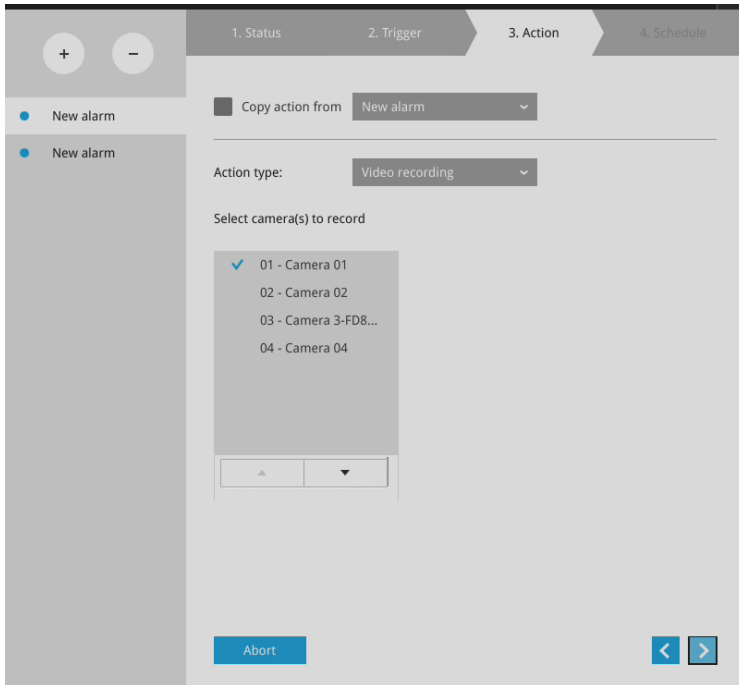 1. Status
2. Trigger
3. Action
4. Schedule
+
−
New alarm
New alarm
Copy action from
New alarm
Action type:
Video recording
Select camera(s) to record
01 - Camera 01
02 - Camera 02
03 - Camera 3-FD8...
04 - Camera 04
Abort